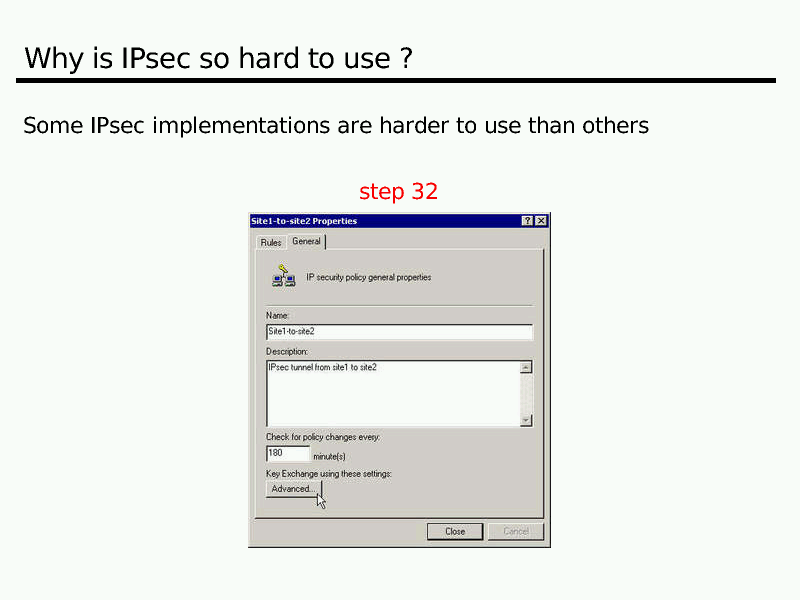 Why is IPsec so hard to use ?
Some IPsec implementations are harder to use than others
step 32
Site1-to-site2 Properties
Rules General
IP security policy general properties
Name:
Site1-to-site2
Description:
IPsec tunnel from site1 to site2
Check for policy changes every:
180 minute(s)
Key Exchange using these settings:
Advanced...
Close Cancel